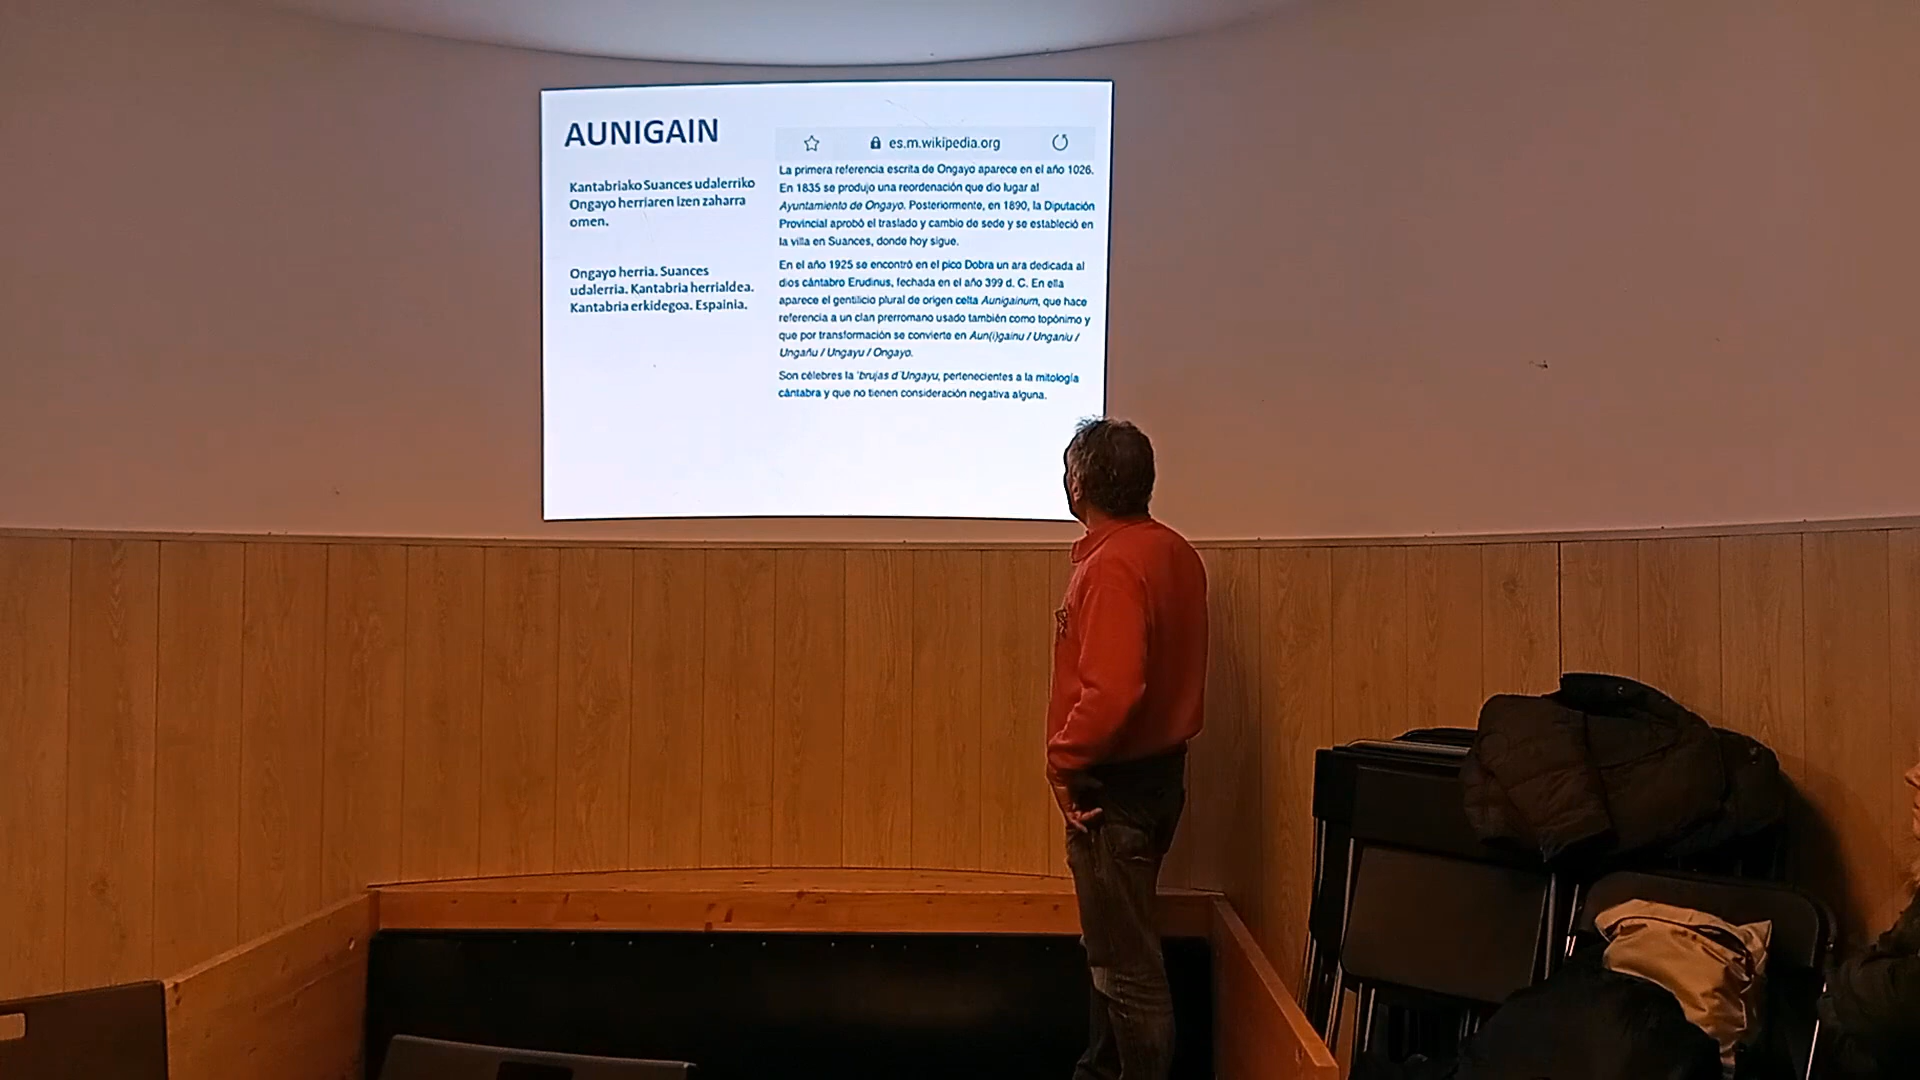 AUNIGAIN
Kantabriako Suances udalerriko
Ongayo herriaren izen zaharra
omen.
Ongayo herria. Suances
udalerria. Kantabria herrialdea.
Kantabria erkidegoa. Espainia.
es.m.wikipedia.org
La primera referencia escrita de Ongayo aparece en el año 1026.
En 1835 se produjo una reordenación que dio lugar al
Ayuntamiento de Ongayo. Posteriormente, en 1890, la Diputación
Provincial aprobó el traslado y cambio de sede y se estableció en
la villa en Suances, donde hoy sigue.
En el año 1925 se encontró en el pico Dobra un ara dedicada al
dios cántabro Erudinus, fechada en el año 399 d. C. En ella
aparece el gentilicio plural de origen celta Aunigainum, que hace
referencia a un clan prerromano usado también como topónimo y
que por transformación se convierte en Aun(i)gainu / Unganiu /
Ungañu / Ungayu / Ongayo.
Son célebres la 'brujas d'Ungayu, pertenecientes a la mitología
cántabra y que no tienen consideración negativa alguna.